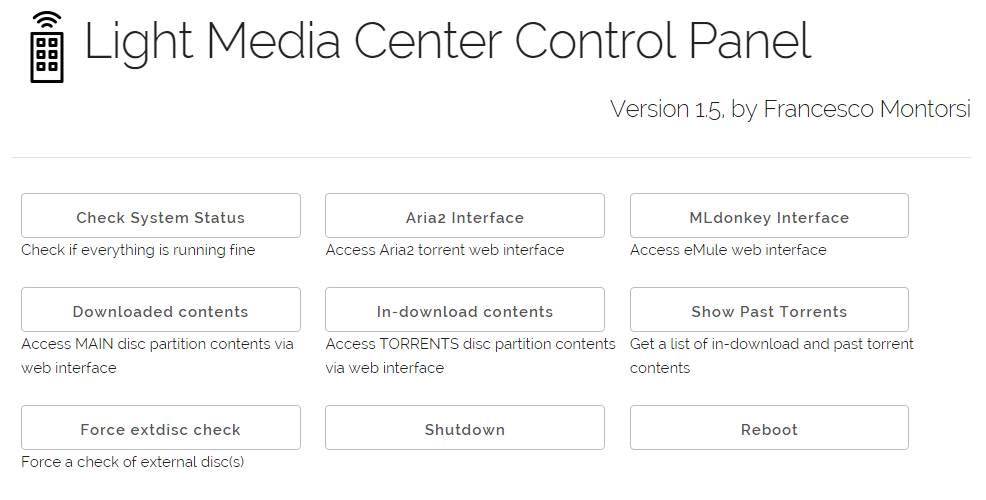 Light Media Center Control Panel
Version 1.5, by Francesco Montorsi
Check System Status
Check if everything is running fine
Aria2 Interface
Access Aria2 torrent web interface
MLdonkey Interface
Access eMule web interface
Downloaded contents
Access MAIN disc partition contents via
web interface
In-download contents
Access TORRENTS disc partition contents
via web interface
Show Past Torrents
Get a list of in-download and past torrent
contents
Force extdisc check
Force a check of external disc(s)
Shutdown
Reboot